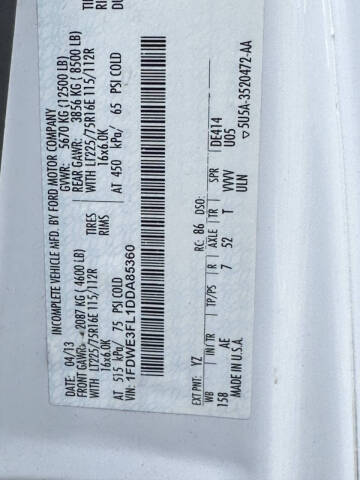 INCOMPLETE VEHICLE MFD. BY FORD MOTOR COMPANY
DATE: 04/13 GVWR: 5670 KG (12500 LB)
FRONT GAWR: 2087 KG (4600 LB) REAR GAWR: 3856 KG (8500 LB)
WITH LT225/75R16E 115/112R TIRES WITH LT225/75R16E 115/112R TIRES
16x6.0K RIMS 16x6.0K
AT 515 kPa/ 75 PSI COLD AT 450 kPa/ 65 PSI COLD
VIN: 1FDWE3FL1DDA85360
EXT PNT: YZ RC: 86 DSO: DE414
WB IN TR TP/PS R AXLE TR SPR U05
158 AE 7 52 T VVVV
MADE IN U.S.A. ULN
5U5A-3520472-AA